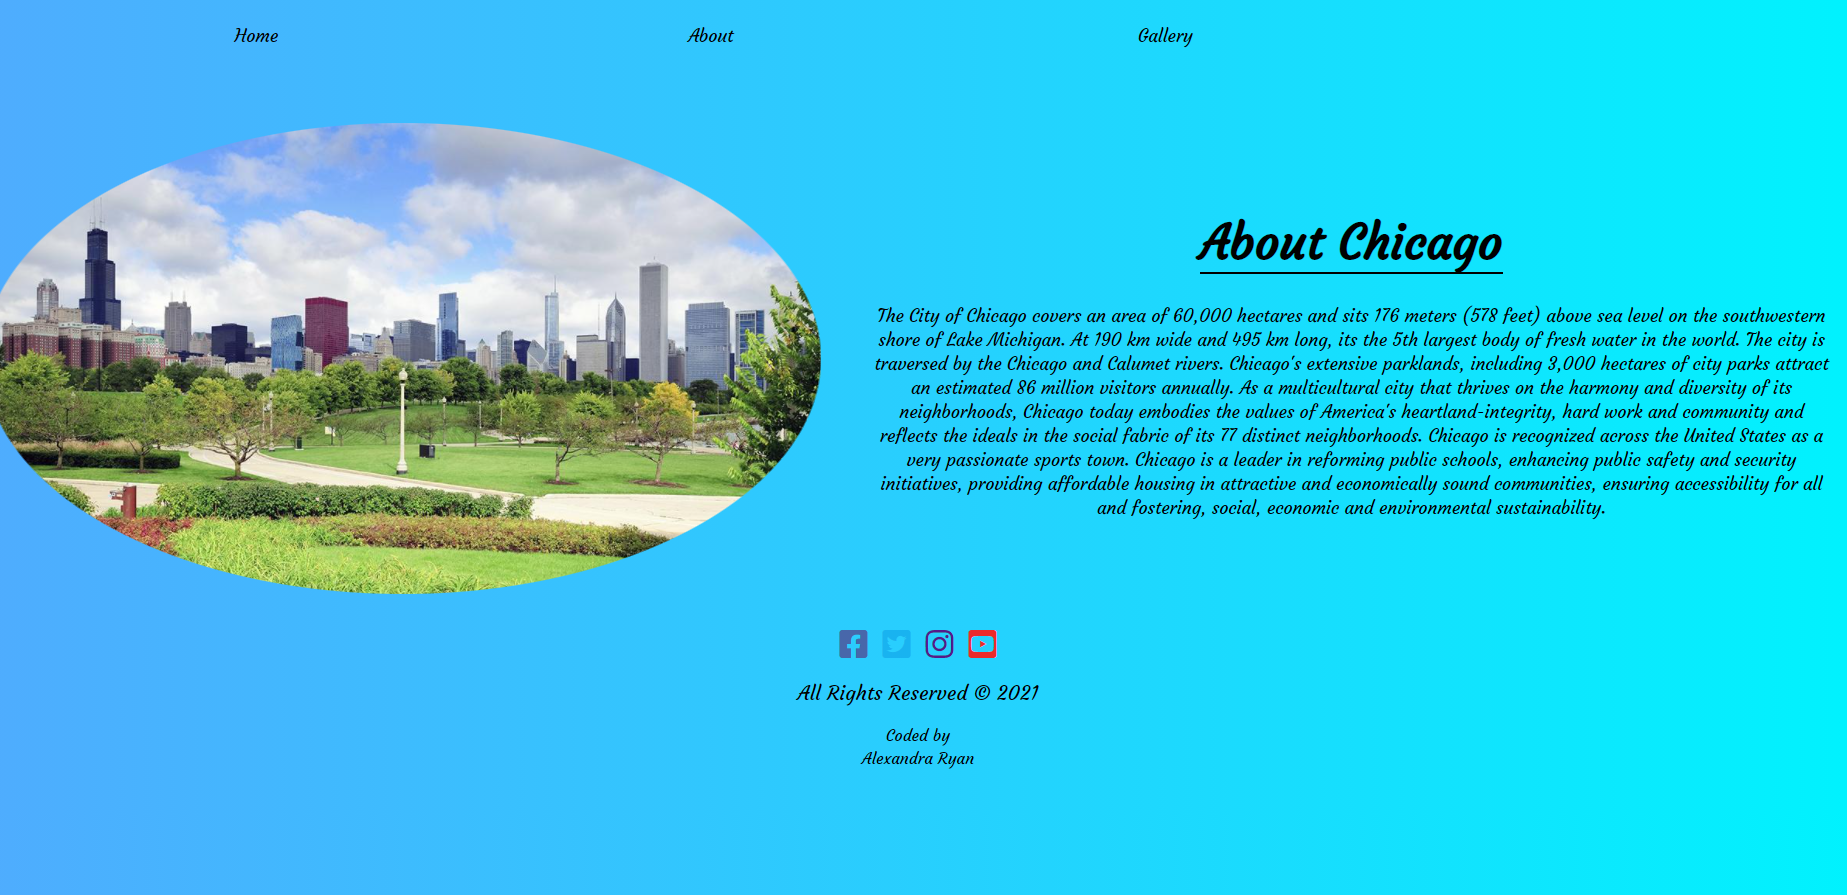 Home
About
Gallery
About Chicago
The City of Chicago covers an area of 60,000 hectares and sits 176 meters (578 feet) above sea level on the southwestern
shore of Lake Michigan. At 190 km wide and 495 km long, its the 5th largest body of fresh water in the world. The city is
traversed by the Chicago and Calumet rivers. Chicago's extensive parklands, including 3,000 hectares of city parks attract
an estimated 86 million visitors annually. As a multicultural city that thrives on the harmony and diversity of its
neighborhoods, Chicago today embodies the values of America's heartland-integrity, hard work and community and
reflects the ideals in the social fabric of its 77 distinct neighborhoods. Chicago is recognized across the United States as a
very passionate sports town. Chicago is a leader in reforming public schools, enhancing public safety and security
initiatives, providing affordable housing in attractive and economically sound communities, ensuring accessibility for all
and fostering, social, economic and environmental sustainability.
All Rights Reserved © 2021
Coded by
Alexandra Ryan